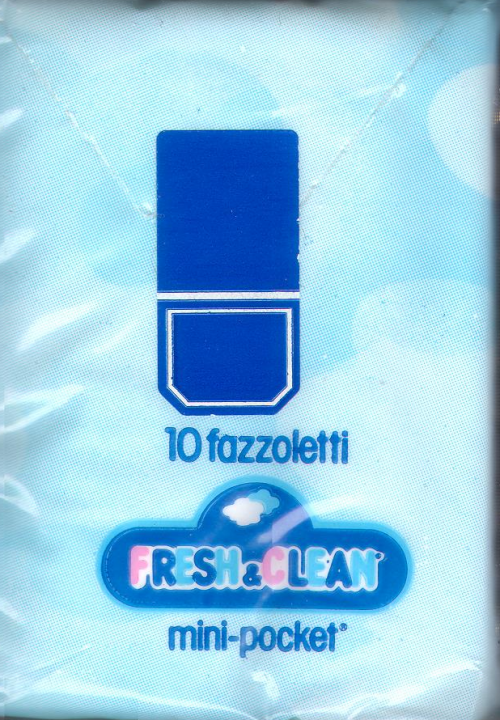 10 fazzoletti
FRESH & CLEAN®
mini-pocket®